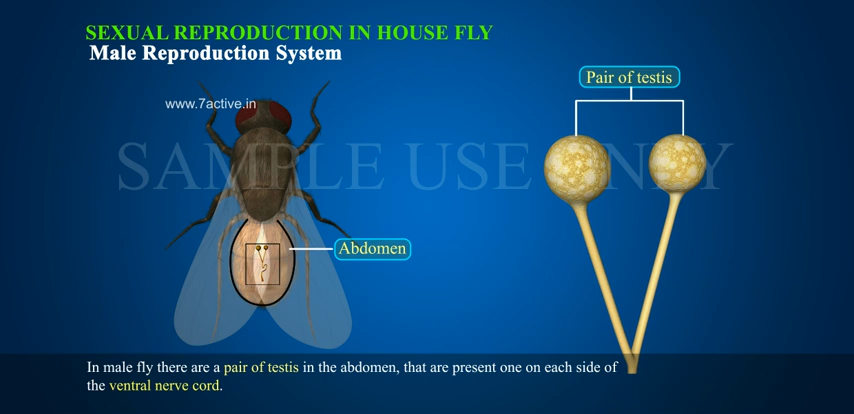 SEXUAL REPRODUCTION IN HOUSE FLY
Male Reproduction System
www.7active.in
Pair of testis
SAMPLE USE ONLY
Abdomen
In male fly there are a pair of testis in the abdomen, that are present one on each side of
the ventral nerve cord.